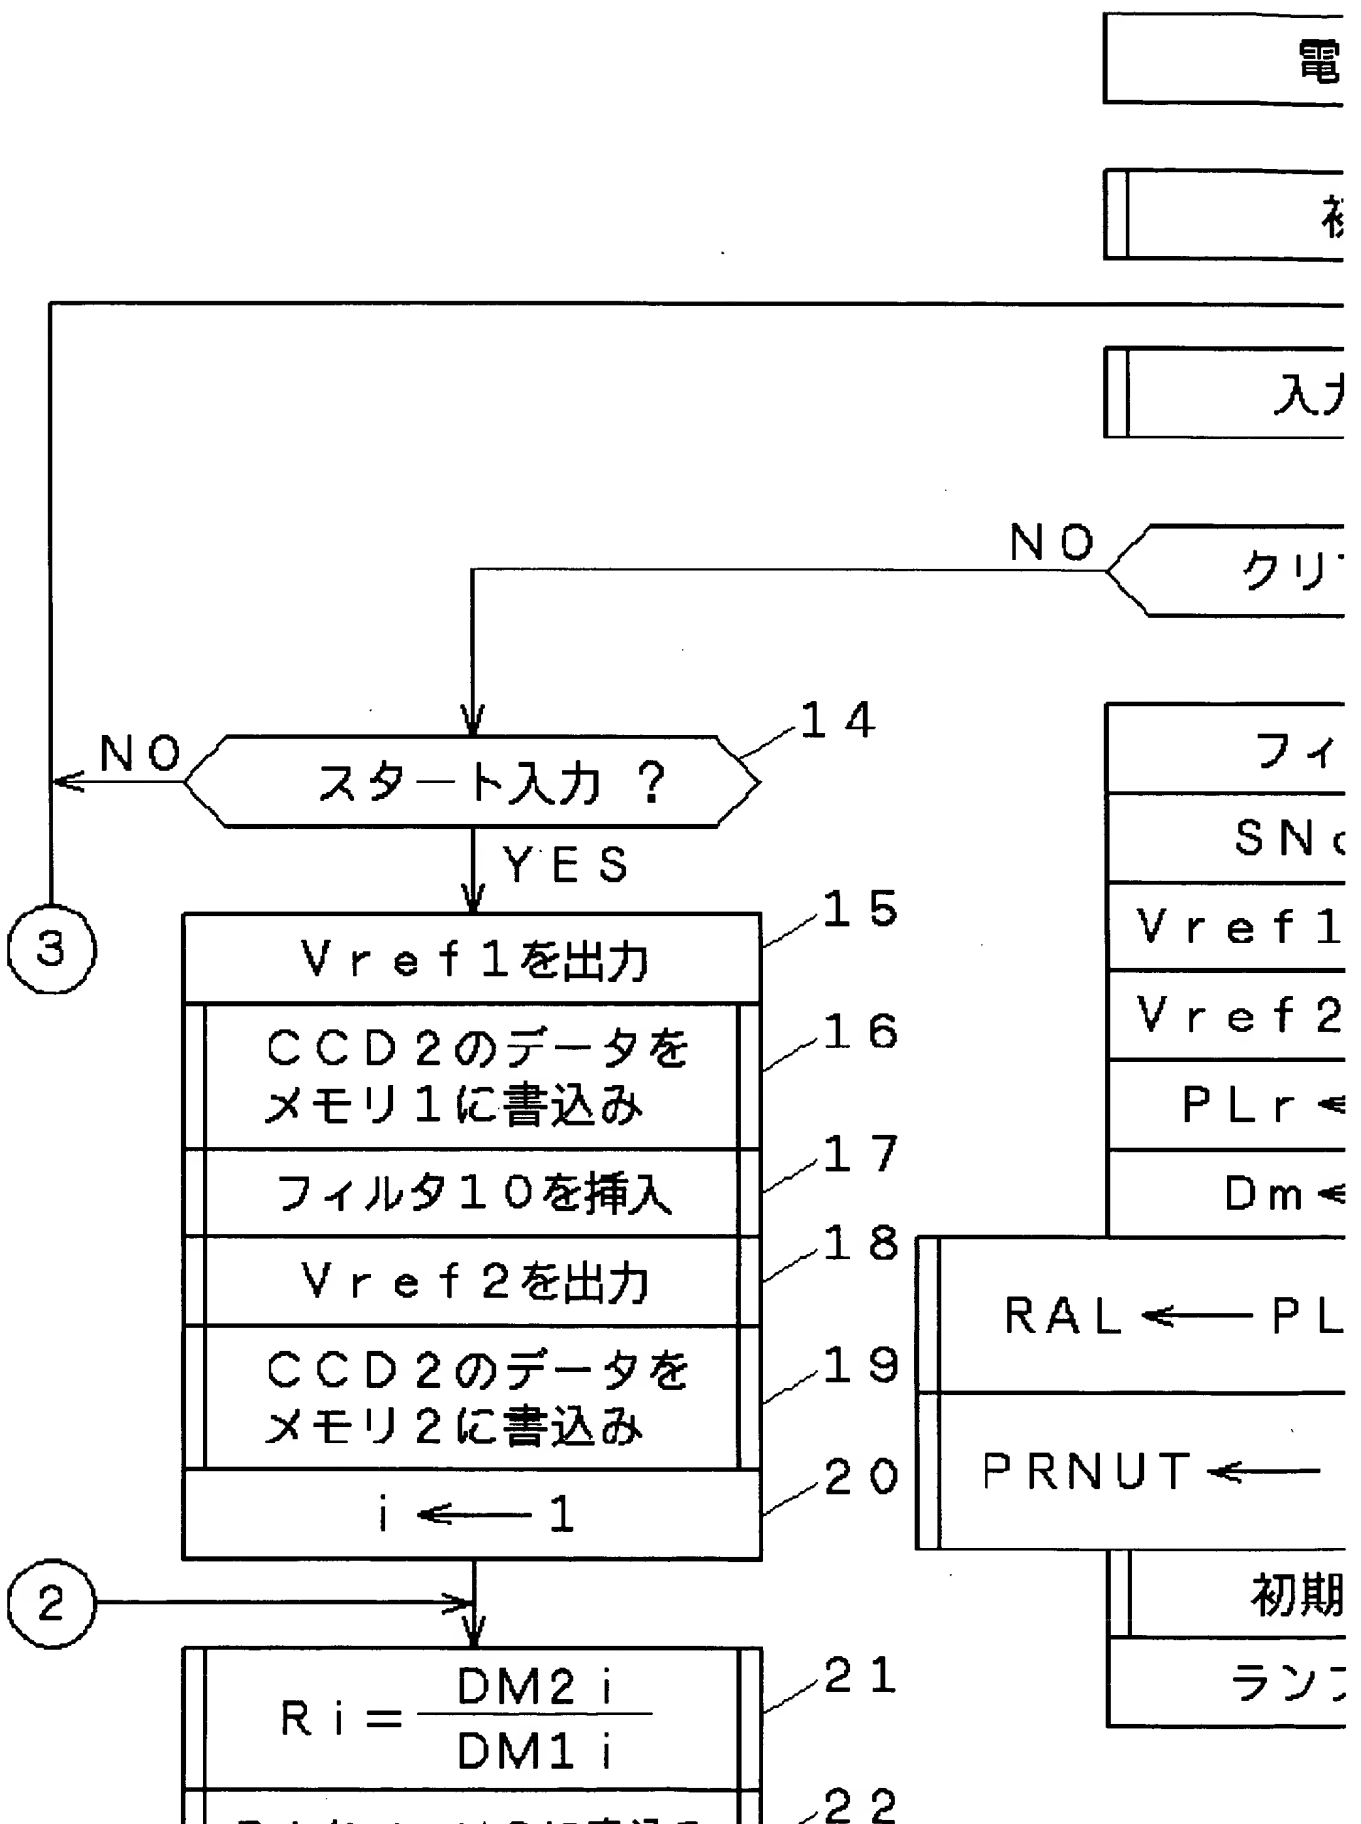 電
入力
NO
クリ
14
NO
スタート入力 ?
YES
15
3
Vref1を出力
16
CCD2のデータを
メモリ1に書込み
17
フィルタ10を挿入
18
Vref2を出力
19
CCD2のデータを
メモリ2に書込み
20
i ← 1
2
21
Ri = DM2i
DM1i
22
フィ
SN
Vref1
Vref2
PLr ←
Dm ←
RAL ← PL
PRNUT ←
初期
ラン